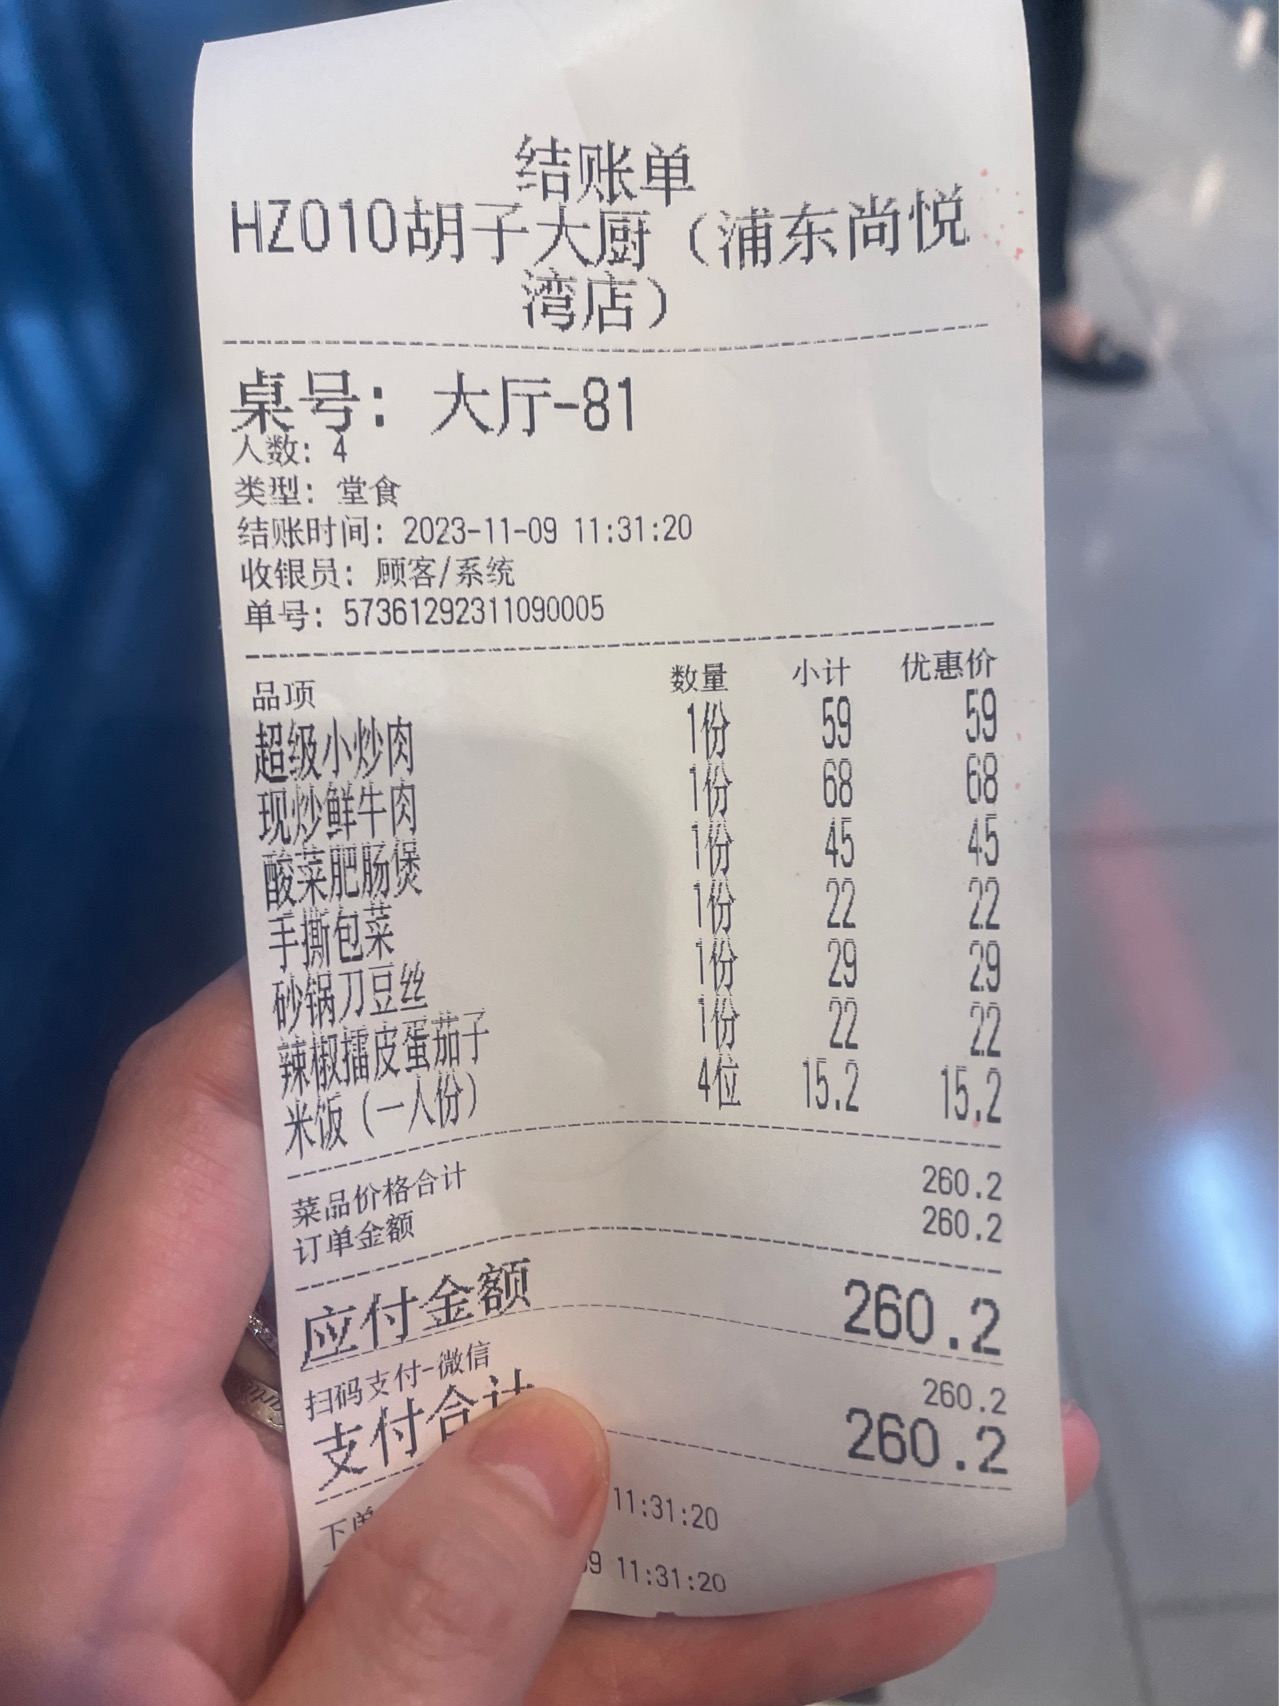 结账单
HZ010胡子大厨（浦东尚悦
湾店）
桌号：大厅-81
人数：4
类型：堂食
结账时间：2023-11-09 11:31:20
收银员：顾客/系统
单号：57361292311090005
品项 数量 小计 优惠价
超级小炒肉 1份 59 59
现炒鲜牛肉 1份 68 68
酸菜肥肠煲 1份 45 45
手撕包菜 1份 22 22
砂锅刀豆丝 1份 29 29
辣椒擂皮蛋茄子 1份 22 22
米饭（一人份） 4位 15.2 15.2
菜品价格合计 260.2
订单金额 260.2
应付金额 260.2
扫码支付-微信 260.2
支付合计 260.2
下单 11:31:20
09 11:31:20